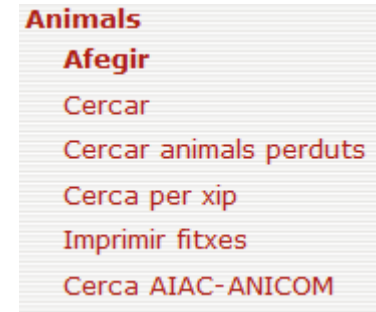 Animals
Afegir
Cercar
Cercar animals perduts
Cerca per xip
Imprimir fitxes
Cerca AIAC-ANICOM